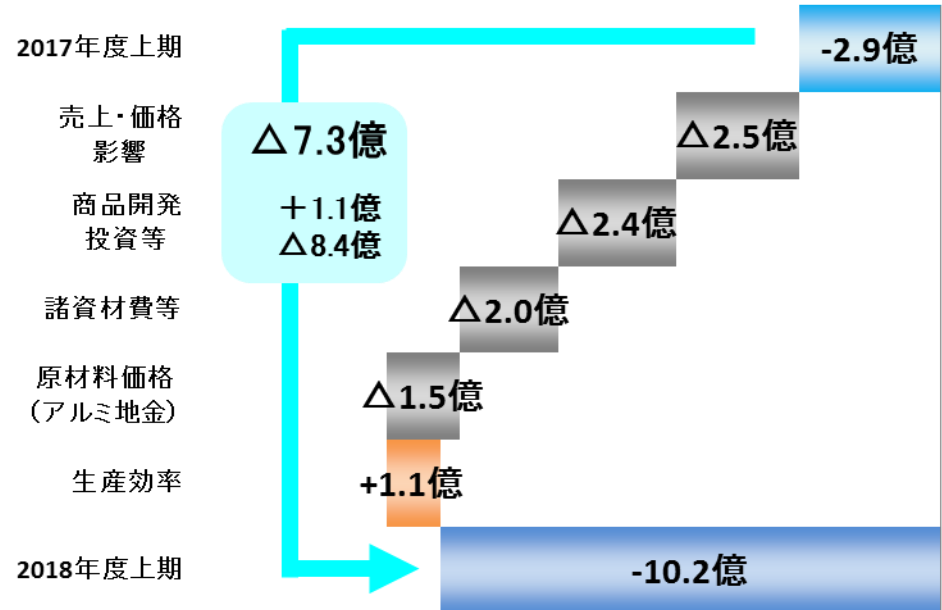 2017年度上期
-2.9億
売上・価格
影響
△2.5億
△7.3億
＋1.1億
△8.4億
商品開発
投資等
△2.4億
諸資材費等
△2.0億
原材料価格
（アルミ地金）
△1.5億
生産効率
+1.1億
2018年度上期
-10.2億